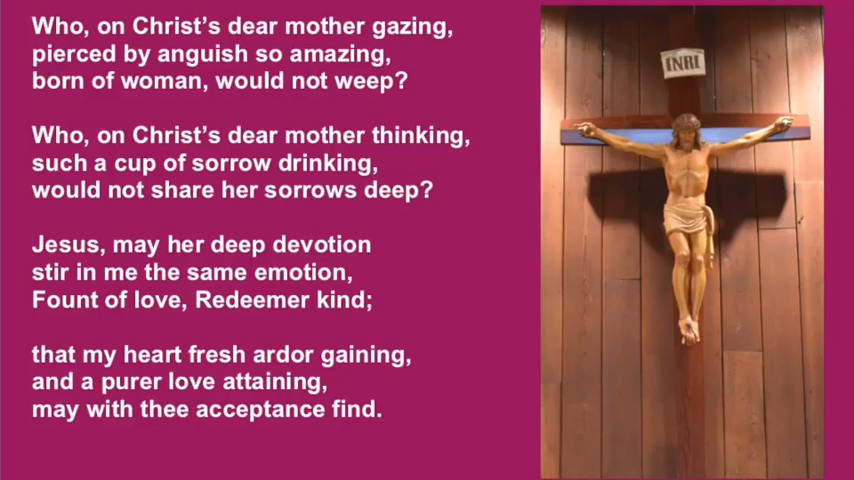 Who, on Christ’s dear mother gazing,
pierced by anguish so amazing,
born of woman, would not weep?
Who, on Christ’s dear mother thinking,
such a cup of sorrow drinking,
would not share her sorrows deep?
Jesus, may her deep devotion
stir in me the same emotion,
Fount of love, Redeemer kind;
that my heart fresh ardor gaining,
and a purer love attaining,
may with thee acceptance find.
INRI